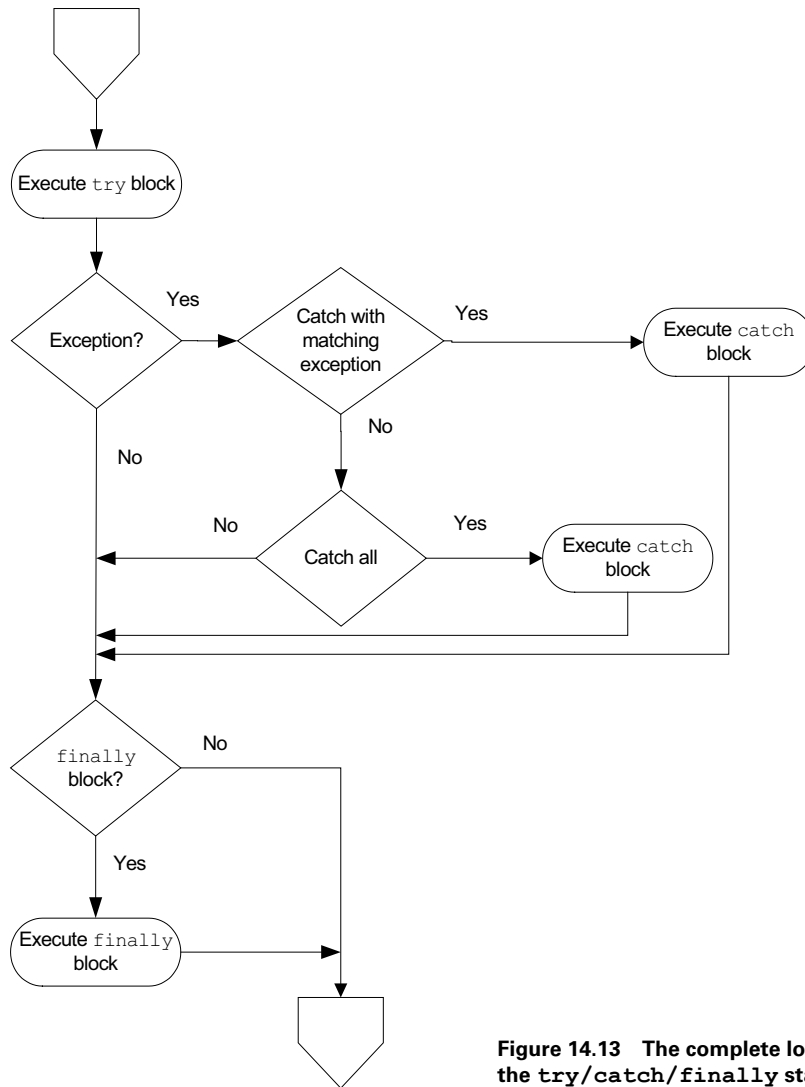 Execute try block
Yes
Yes
Exception?
Catch with
matching
exception
Execute catch
block
No
No
No
Yes
Catch all
Execute catch
block
No
finally
block?
Yes
Execute finally
block
Figure 14.13 The complete lo
the try/catch/finally sta